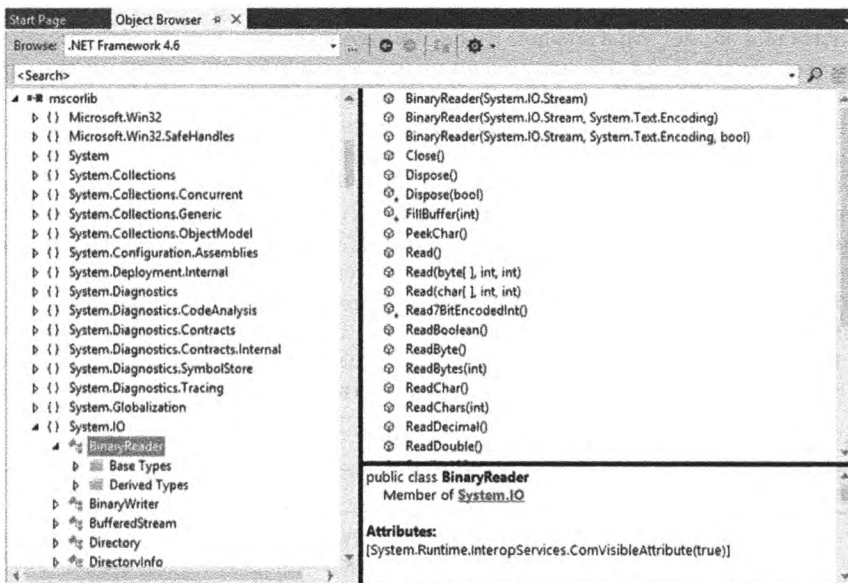 Start Page
Object Browser
Browse: .NET Framework 4.6
...
<Search>
mscorlib
{ } Microsoft.Win32
{ } Microsoft.Win32.SafeHandles
{ } System
{ } System.Collections
{ } System.Collections.Concurrent
{ } System.Collections.Generic
{ } System.Collections.ObjectModel
{ } System.Configuration.Assemblies
{ } System.Deployment.Internal
{ } System.Diagnostics
{ } System.Diagnostics.CodeAnalysis
{ } System.Diagnostics.Contracts
{ } System.Diagnostics.Contracts.Internal
{ } System.Diagnostics.SymbolStore
{ } System.Diagnostics.Tracing
{ } System.Globalization
{ } System.IO
BinaryReader
Base Types
Derived Types
BinaryWriter
BufferedStream
Directory
DirectoryInfo
BinaryReader(System.IO.Stream)
BinaryReader(System.IO.Stream, System.Text.Encoding)
BinaryReader(System.IO.Stream, System.Text.Encoding, bool)
Close()
Dispose()
Dispose(bool)
FillBuffer(int)
PeekChar()
Read()
Read(byte[ ], int, int)
Read(char[ ], int, int)
Read7BitEncodedInt()
ReadBoolean()
ReadByte()
ReadBytes(int)
ReadChar()
ReadChars(int)
ReadDecimal()
ReadDouble()
public class BinaryReader
Member of System.IO
Attributes:
[System.Runtime.InteropServices.ComVisibleAttribute(true)]